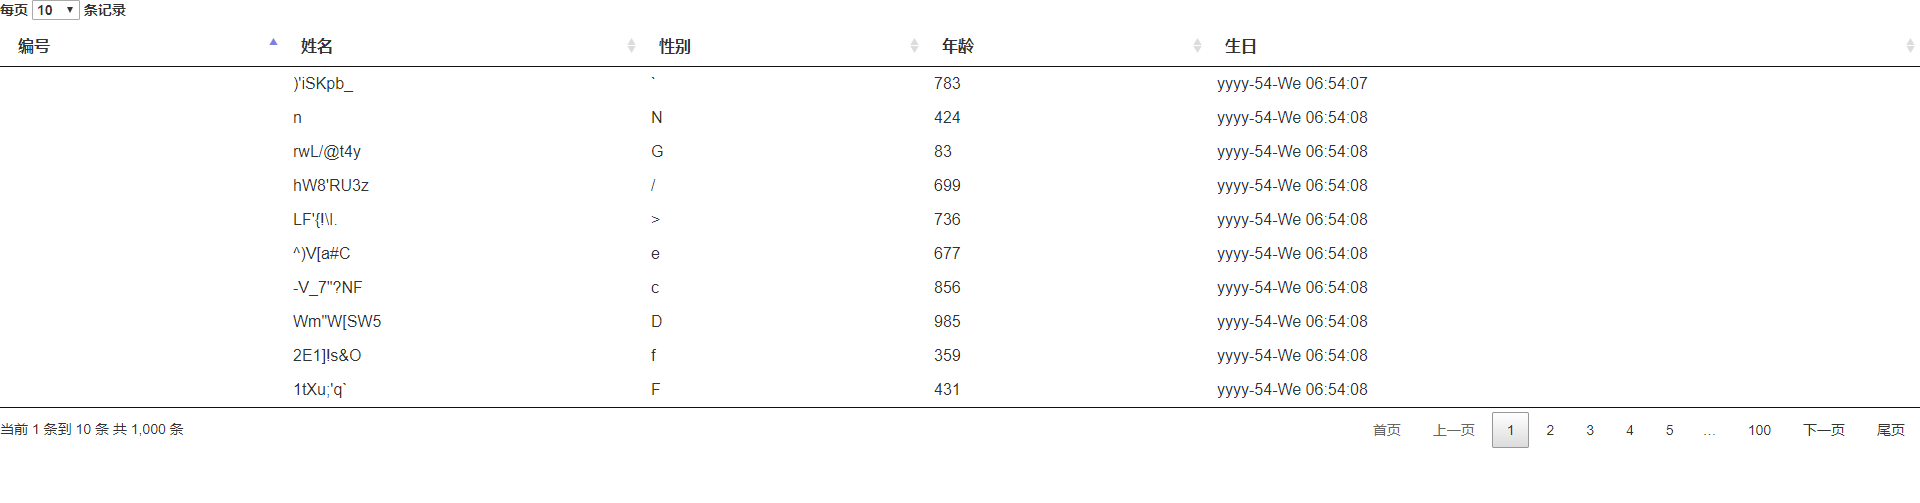 每页 10 条记录
编号 姓名 性别 年龄 生日
)'iSKpb_ ` 783 yyyy-54-We 06:54:07
n N 424 yyyy-54-We 06:54:08
rwL/@t4y G 83 yyyy-54-We 06:54:08
hW8'RU3z / 699 yyyy-54-We 06:54:08
LF'{!\l. > 736 yyyy-54-We 06:54:08
^)V[a#C e 677 yyyy-54-We 06:54:08
-V_7"?NF c 856 yyyy-54-We 06:54:08
Wm"W[SW5 D 985 yyyy-54-We 06:54:08
2E1]!s&O f 359 yyyy-54-We 06:54:08
1tXu;'q` F 431 yyyy-54-We 06:54:08
当前 1 条到 10 条 共 1,000 条 首页 上一页 1 2 3 4 5 … 100 下一页 尾页